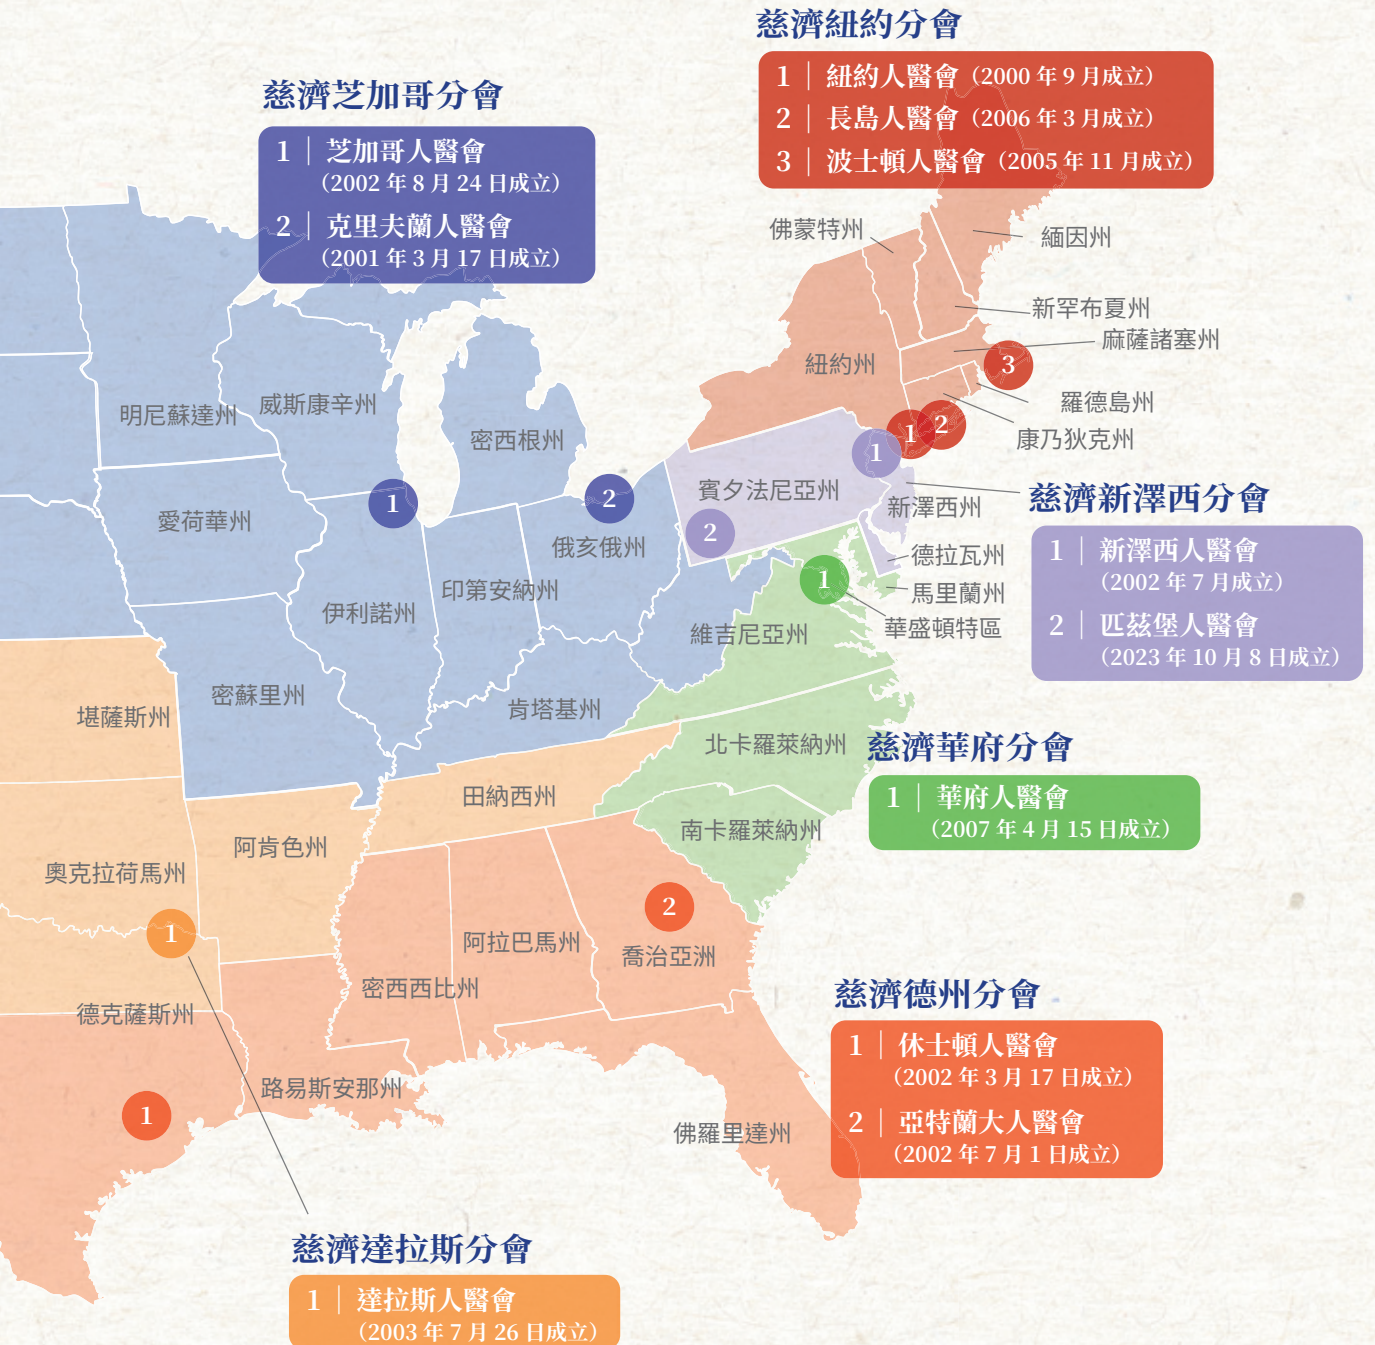 慈濟紐約分會
1｜紐約人醫會（2000 年 9 月成立）
2｜長島人醫會（2006 年 3 月成立）
3｜波士頓人醫會（2005 年 11 月成立）
慈濟芝加哥分會
1｜芝加哥人醫會
（2002 年 8 月 24 日成立）
2｜克里夫蘭人醫會
（2001 年 3 月 17 日成立）
佛蒙特州
緬因州
新罕布夏州
麻薩諸塞州
紐約州
3
羅德島州
康乃狄克州
1
2
1
明尼蘇達州
威斯康辛州
密西根州
賓夕法尼亞州
新澤西州
1
2
2
愛荷華州
俄亥俄州
德拉瓦州
印第安納州
伊利諾州
1
馬里蘭州
華盛頓特區
維吉尼亞州
慈濟新澤西分會
1｜新澤西人醫會
（2002 年 7 月成立）
2｜匹茲堡人醫會
（2023 年 10 月 8 日成立）
密蘇里州
堪薩斯州
肯塔基州
北卡羅萊納州
慈濟華府分會
1｜華府人醫會
（2007 年 4 月 15 日成立）
田納西州
南卡羅萊納州
阿肯色州
奧克拉荷馬州
1
2
阿拉巴馬州
喬治亞洲
密西西比州
德克薩斯州
慈濟德州分會
1｜休士頓人醫會
（2002 年 3 月 17 日成立）
2｜亞特蘭大人醫會
（2002 年 7 月 1 日成立）
路易斯安那州
1
佛羅里達州
慈濟達拉斯分會
1｜達拉斯人醫會
（2003 年 7 月 26 日成立）